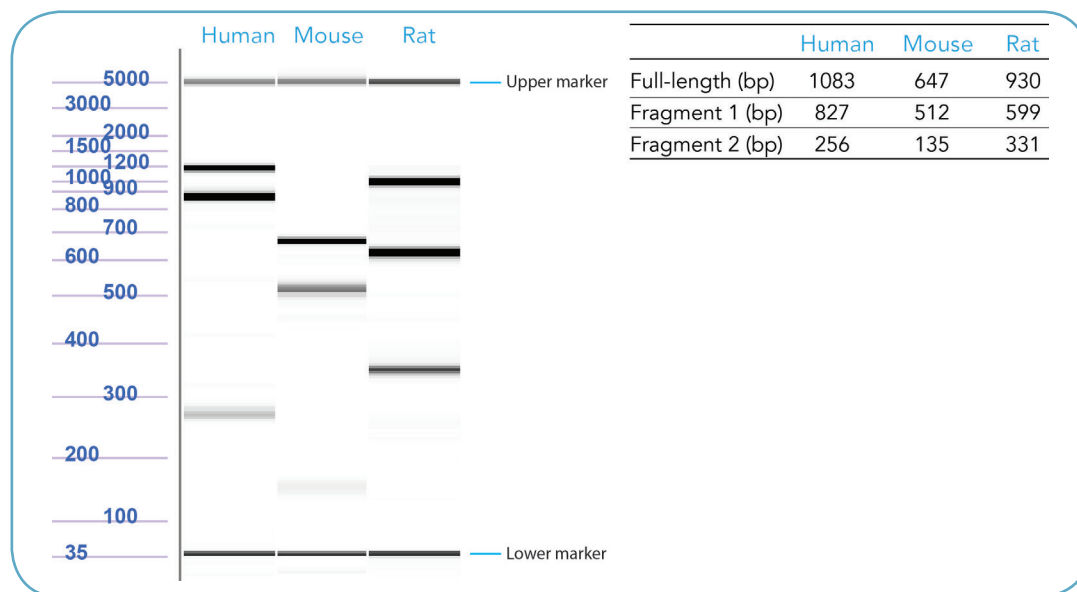 Human Mouse Rat
5000
3000
2000
1500
1200
1000
900
800
700
600
500
400
300
200
100
35
Upper marker
Lower marker
Human Mouse Rat
Full-length (bp) 1083 647 930
Fragment 1 (bp) 827 512 599
Fragment 2 (bp) 256 135 331